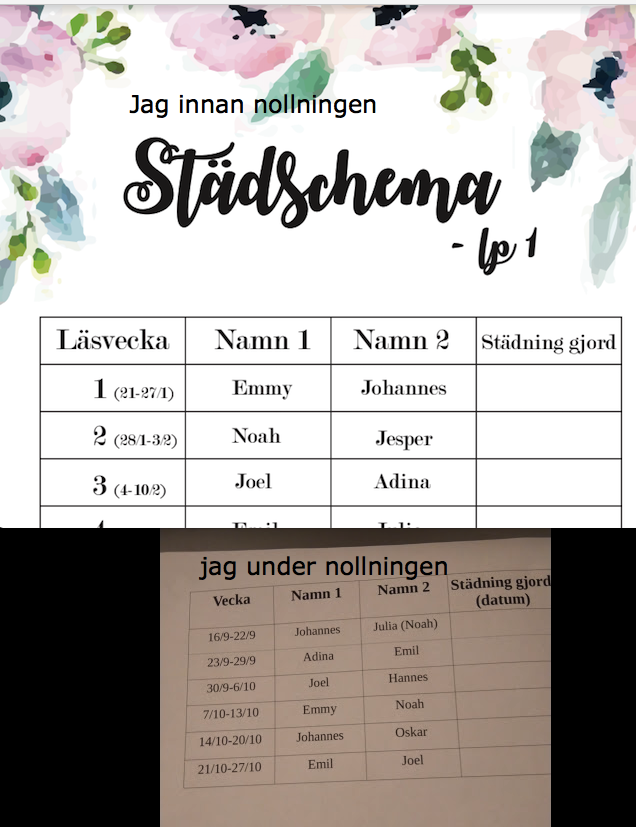 Jag innan nollningen
Städschema
- lp 1
Läsvecka Namn 1 Namn 2 Städning gjord
1 (21-27/1) Emmy Johannes
2 (28/1-3/2) Noah Jesper
3 (4-10/2) Joel Adina
jag under nollningen
Vecka Namn 1 Namn 2 Städning gjord
(datum)
16/9-22/9 Johannes Julia (Noah)
23/9-29/9 Adina Emil
30/9-6/10 Joel Hannes
7/10-13/10 Emmy Noah
14/10-20/10 Johannes Oskar
21/10-27/10 Emil Joel